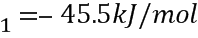 ₁ =− 45.5kJ/mol